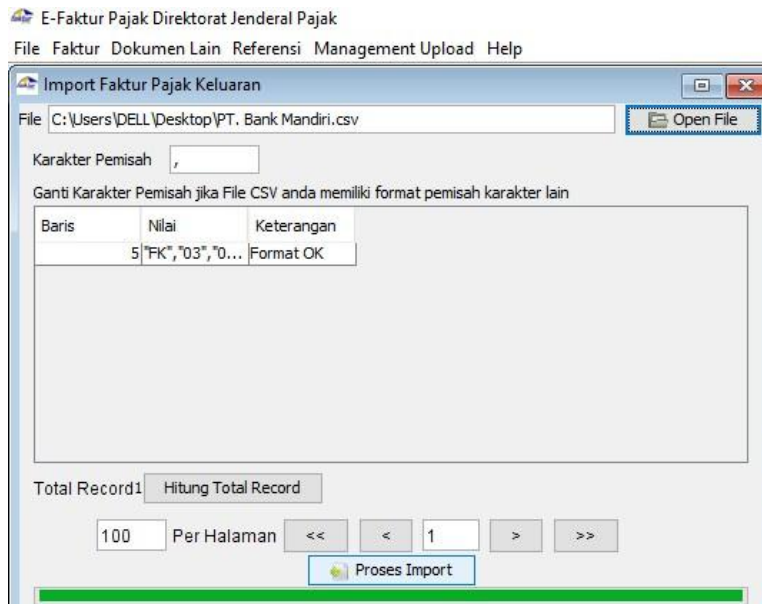 E-Faktur Pajak Direktorat Jenderal Pajak
File Faktur Dokumen Lain Referensi Management Upload Help
Import Faktur Pajak Keluaran
File C:\Users\DELL\Desktop\PT. Bank Mandiri.csv Open File
Karakter Pemisah ,
Ganti Karakter Pemisah jika File CSV anda memiliki format pemisah karakter lain
Baris Nilai Keterangan
5 "FK","03","0... Format OK
Total Record1 Hitung Total Record
100 Per Halaman << < 1 > >>
Proses Import